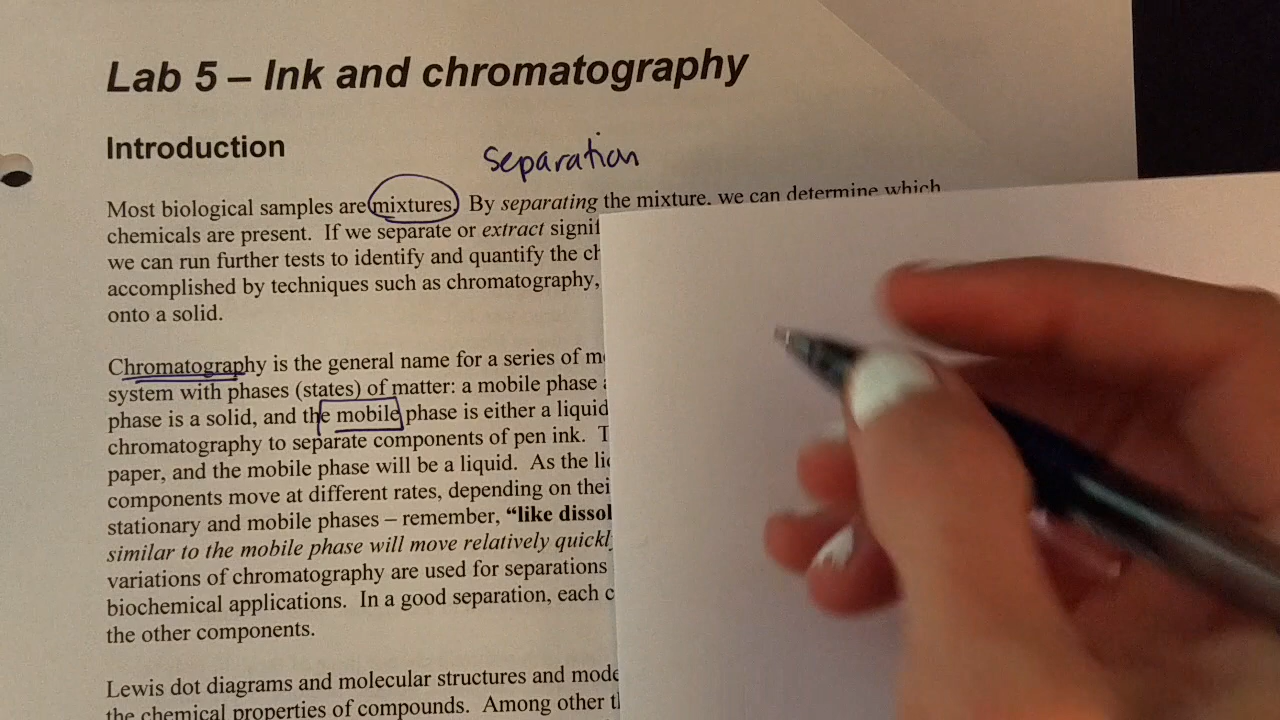 Lab 5 – Ink and chromatography
Introduction
separation
Most biological samples are mixtures. By separating the mixture, we can determine which
chemicals are present. If we separate or extract signif
we can run further tests to identify and quantify the ch
accomplished by techniques such as chromatography,
onto a solid.
Chromatography is the general name for a series of m
system with phases (states) of matter: a mobile phase
phase is a solid, and the mobile phase is either a liquid
chromatography to separate components of pen ink. T
paper, and the mobile phase will be a liquid. As the li
components move at different rates, depending on thei
stationary and mobile phases – remember, “like dissol
similar to the mobile phase will move relatively quickl
variations of chromatography are used for separations
biochemical applications. In a good separation, each c
the other components.
Lewis dot diagrams and molecular structures and mode
the chemical properties of compounds. Among other t